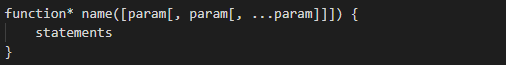 function* name([param[, param[, ...param]]]) {
    statements
}